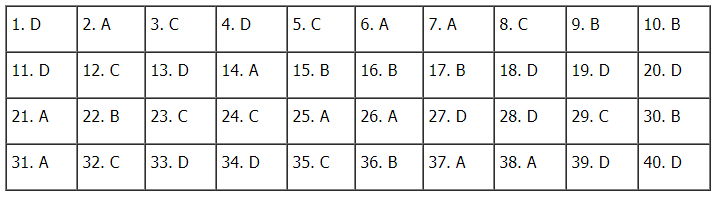 1. D 2. A 3. C 4. D 5. C 6. A 7. A 8. C 9. B 10. B
11. D 12. C 13. D 14. A 15. B 16. B 17. B 18. D 19. D 20. D
21. A 22. B 23. C 24. C 25. A 26. A 27. D 28. D 29. C 30. B
31. A 32. C 33. D 34. D 35. C 36. B 37. A 38. A 39. D 40. D